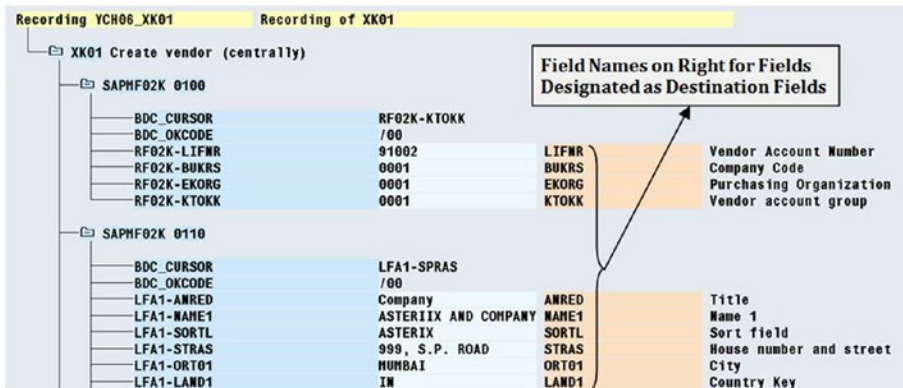 Recording YCH06_XK01 Recording of XK01
XK01 Create vendor (centrally)
Field Names on Right for Fields
Designated as Destination Fields
SAPMF02K 0100
BDC_CURSOR RF02K-KTOKK
BDC_OKCODE /00
RF02K-LIFNR 91002 LIFNR Vendor Account Number
RF02K-BUKRS 0001 BUKRS Company Code
RF02K-EKORG 0001 EKORG Purchasing Organization
RF02K-KTOKK 0001 KTOKK Vendor account group
SAPMF02K 0110
BDC_CURSOR LFA1-SPRAS
BDC_OKCODE /00
LFA1-ANRED Company ANRED Title
LFA1-NAME1 ASTERIIX AND COMPANY NAME1 Name 1
LFA1-SORTL ASTERIX SORTL Sort field
LFA1-STRAS 999, S.P. ROAD STRAS House number and street
LFA1-ORT01 MUMBAI ORT01 City
LFA1-LAND1 IN LAND1 Country Key